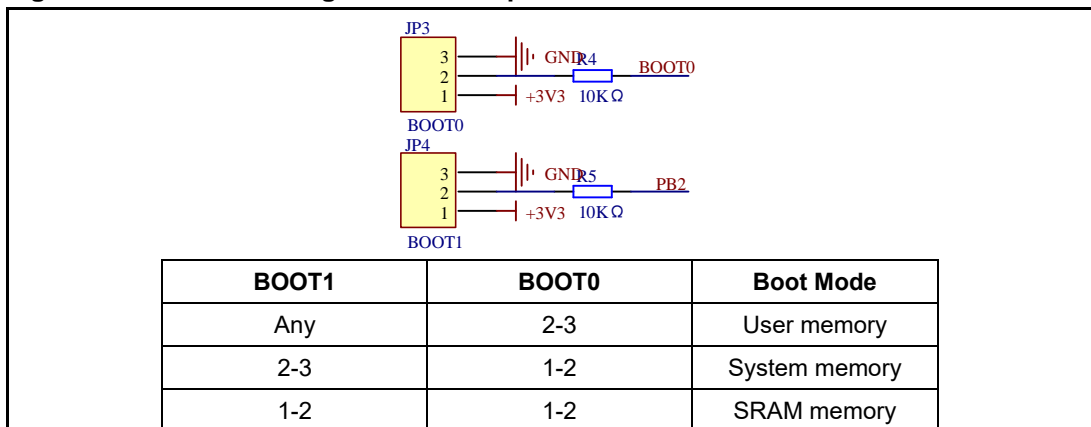 JP3
3 GND R4 BOOT0
2
1 +3V3 10KΩ
BOOT0
JP4
3 GND R5 PB2
2
1 +3V3 10KΩ
BOOT1
BOOT1 BOOT0 Boot Mode
Any 2-3 User memory
2-3 1-2 System memory
1-2 1-2 SRAM memory